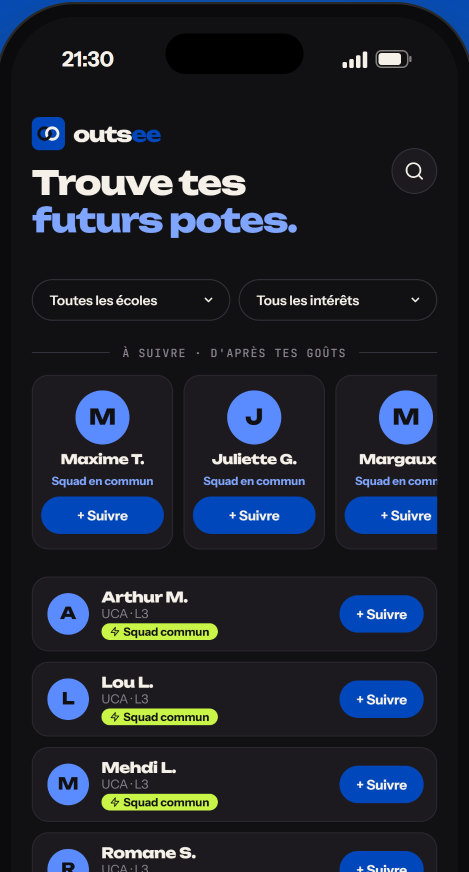 21:30
outsee
Trouve tes
futurs potes.
Toutes les écoles
Tous les intérêts
À SUIVRE · D'APRÈS TES GOÛTS
M
J
M
Maxime T.
Juliette G.
Margaux
Squad en commun
Squad en commun
Squad en comm
+ Suivre
+ Suivre
+ Suivre
A
Arthur M.
UCA · L3
Squad commun
+ Suivre
L
Lou L.
UCA · L3
Squad commun
+ Suivre
M
Mehdi L.
UCA · L3
Squad commun
+ Suivre
R
Romane S.
UCA · L3
+ Suivre